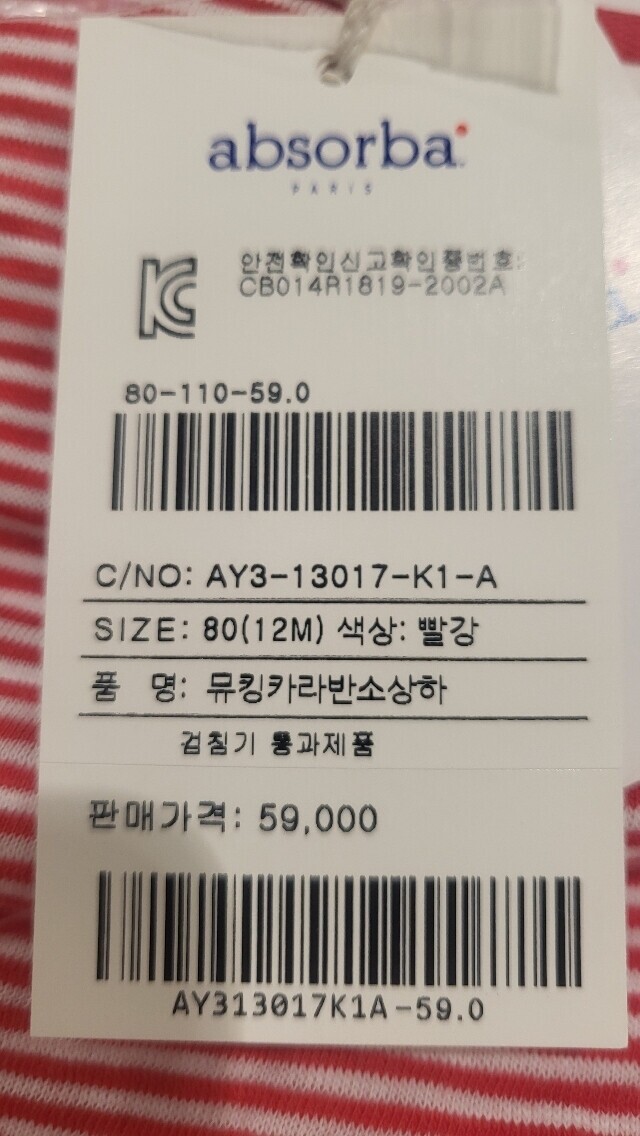 absorba
PARIS
안전확인신고확인증번호:
CB014R1819-2002A
80-110-59.0
C/NO: AY3-13017-K1-A
SIZE: 80(12M) 색상: 빨강
품 명: 뮤킹카라반소상하
검침기 통과제품
판매가격: 59,000
AY313017K1A-59.0